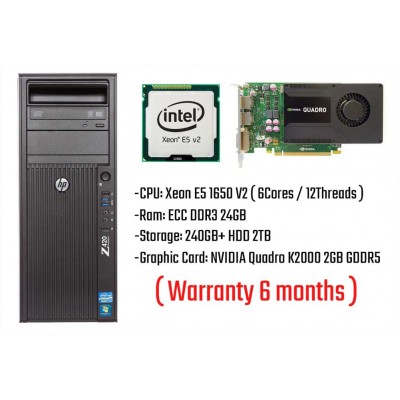 intel
Xeon® E5 v2
NVIDIA
QUADRO
hp
Z420
-CPU: Xeon E5 1650 V2 ( 6Cores / 12Threads )
-Ram: ECC DDR3 24GB
-Storage: 240GB+ HDD 2TB
-Graphic Card: NVIDIA Quadro K2000 2GB GDDR5
( Warranty 6 months )